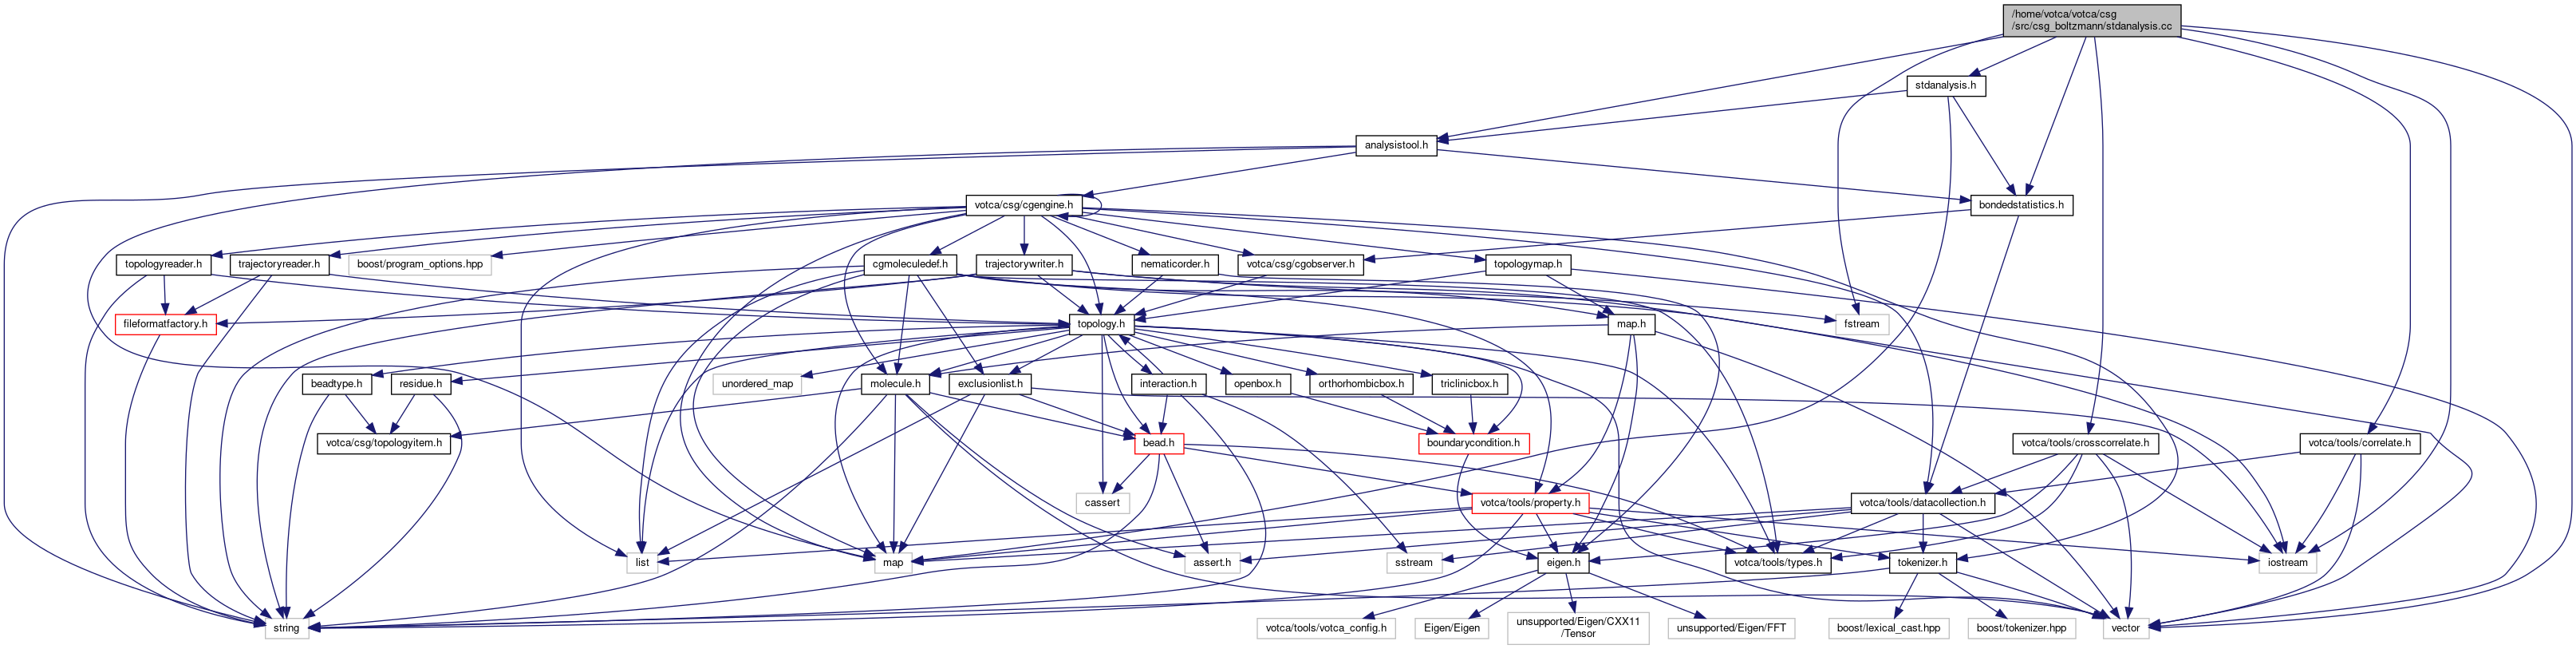 /home/votca/votca/csg
/src/csg_boltzmann/stdanalysis.cc
stdanalysis.h
analysistool.h
votca/csg/cgengine.h
bondedstatistics.h
topologyreader.h
trajectoryreader.h
boost/program_options.hpp
cgmoleculedef.h
trajectorywriter.h
nematicorder.h
votca/csg/cgobserver.h
topologymap.h
fileformatfactory.h
topology.h
map.h
fstream
beadtype.h
residue.h
unordered_map
molecule.h
exclusionlist.h
interaction.h
openbox.h
orthorhombicbox.h
triclinicbox.h
votca/csg/topologyitem.h
bead.h
boundarycondition.h
votca/tools/crosscorrelate.h
votca/tools/correlate.h
cassert
votca/tools/property.h
votca/tools/datacollection.h
list
map
assert.h
sstream
eigen.h
votca/tools/types.h
tokenizer.h
iostream
string
votca/tools/votca_config.h
Eigen/Eigen
unsupported/Eigen/CXX11
/Tensor
unsupported/Eigen/FFT
boost/lexical_cast.hpp
boost/tokenizer.hpp
vector